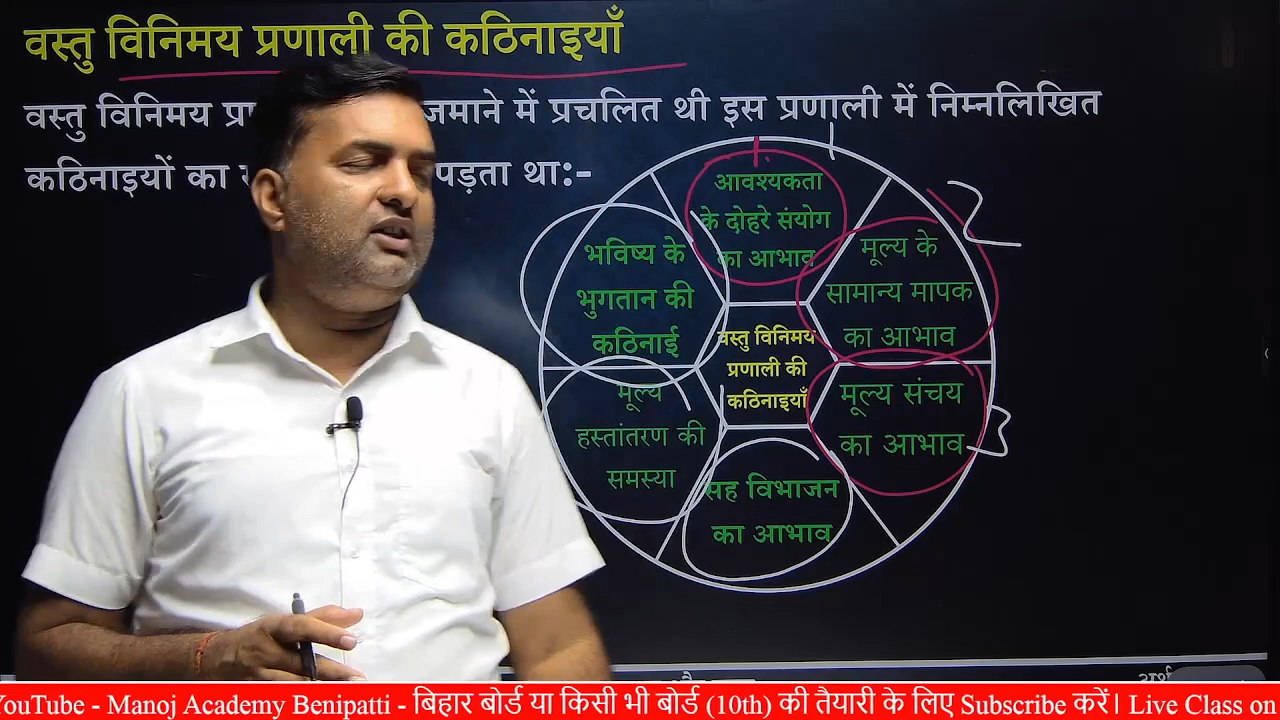 वस्तु विनिमय प्रणाली की कठिनाइयाँ
वस्तु विनिमय जमाने में प्रचलित थी इस प्रणाली में निम्नलिखित
कठिनाइयों का पड़ता था:-
आवश्यकता
के दोहरे संयोग
का आभाव
मूल्य के
सामान्य मापक
का आभाव
मूल्य संचय
का आभाव
सह विभाजन
का आभाव
मूल्य
हस्तांतरण की
समस्या
भविष्य के
भुगतान की
कठिनाई
वस्तु विनिमय
प्रणाली की
कठिनाइयाँ
2
3
YouTube - Manoj Academy Benipatti - बिहार बोर्ड या किसी भी बोर्ड (10th) की तैयारी के लिए Subscribe करें। Live Class on